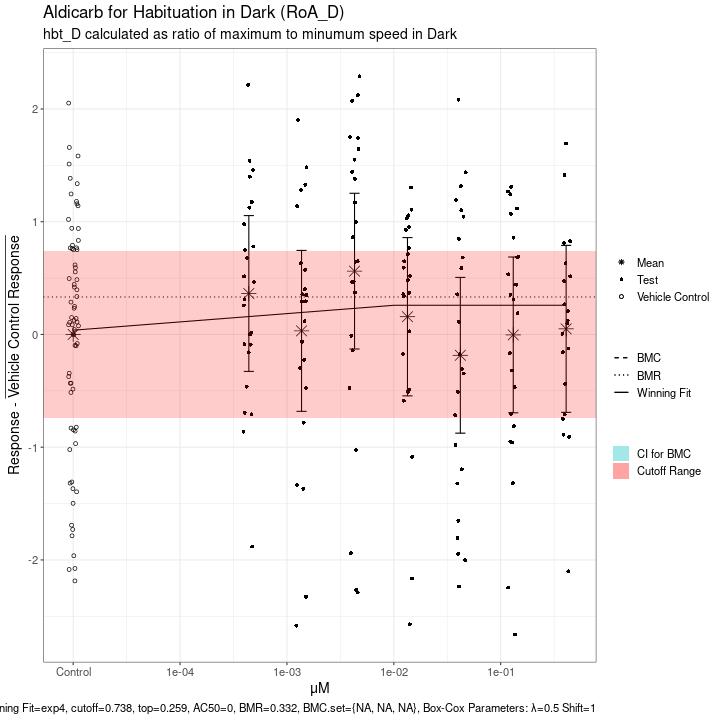 Aldicarb for Habituation in Dark (RoA_D)
hbt_D calculated as ratio of maximum to minumum speed in Dark
Response - Vehicle Control Response
2
1
0
-1
-2
Control
1e-04
1e-03
1e-02
1e-01
µM
Mean
Test
Vehicle Control
BMC
BMR
Winning Fit
CI for BMC
Cutoff Range
ning Fit=exp4, cutoff=0.738, top=0.259, AC50=0, BMR=0.332, BMC.set={NA, NA, NA}, Box-Cox Parameters: λ=0.5 Shift=1